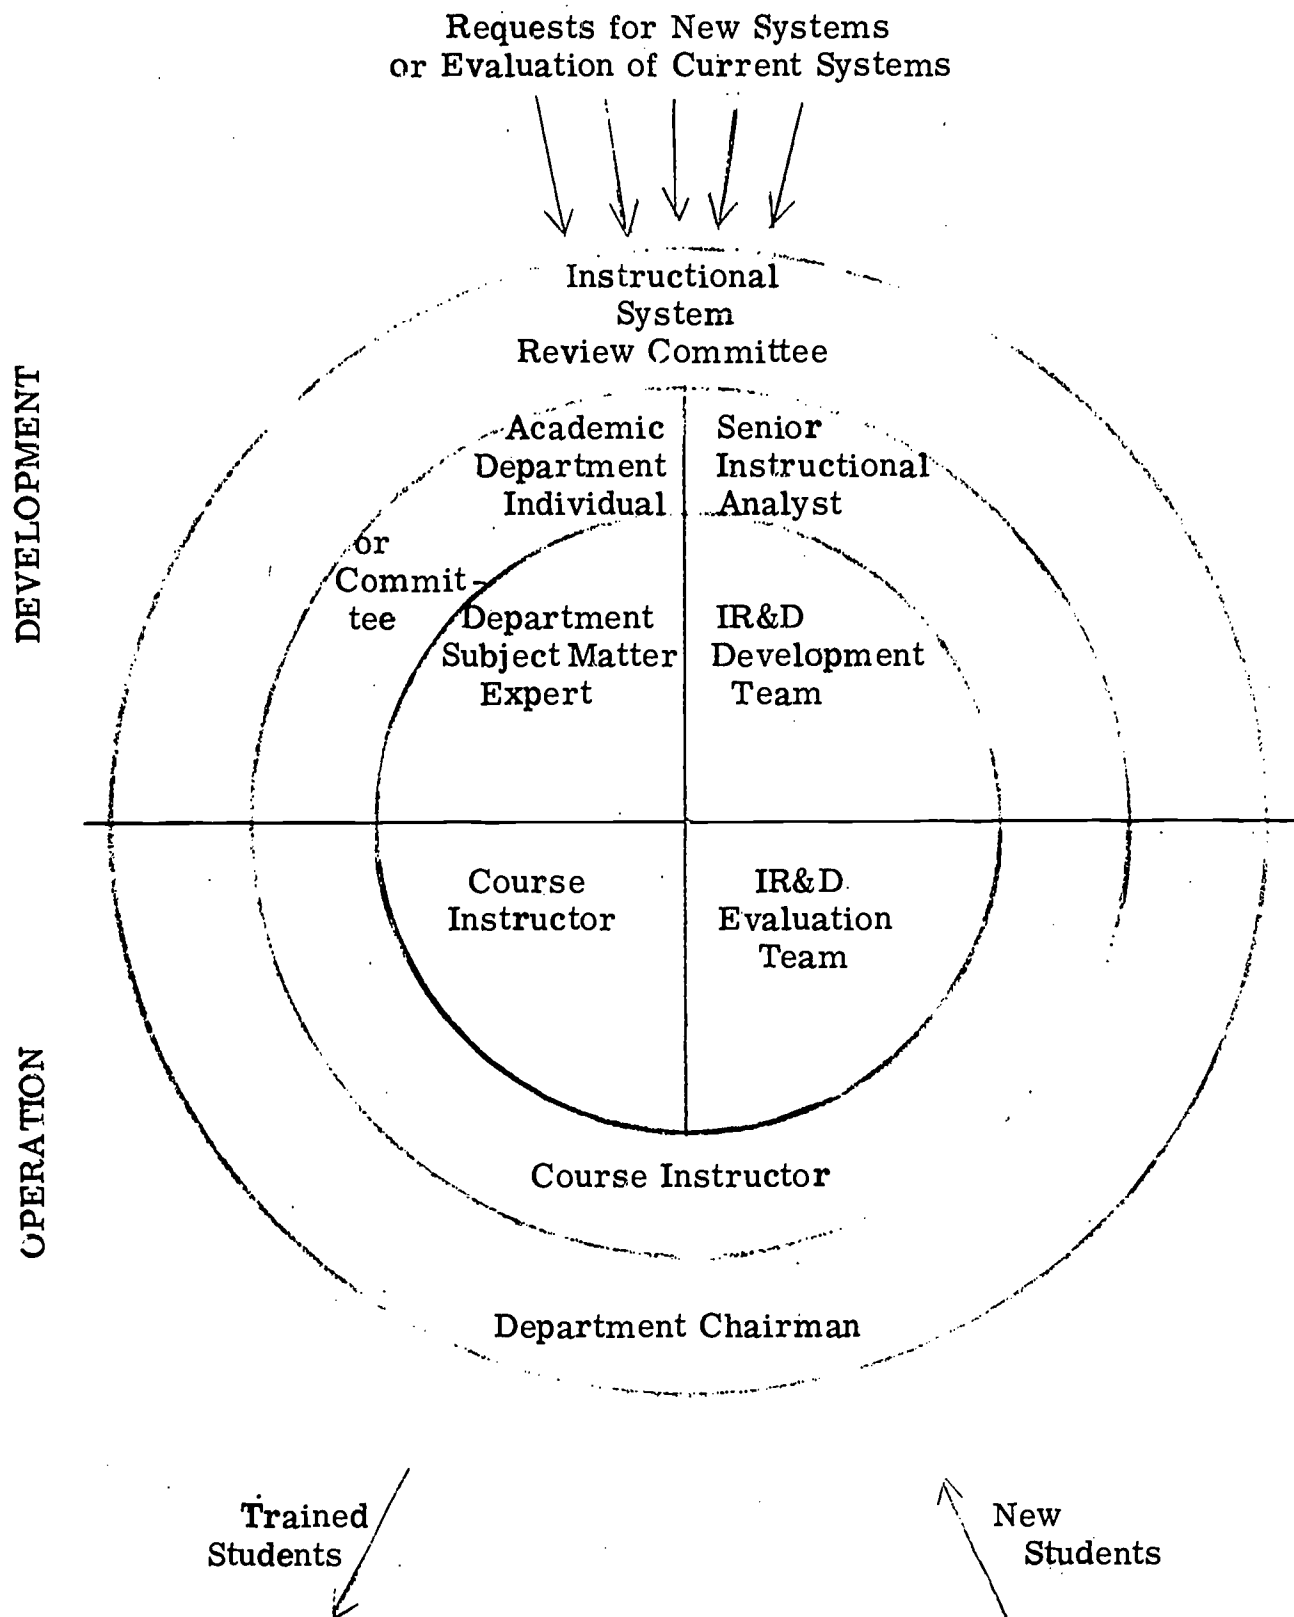 Requests for New Systems
or Evaluation of Current Systems
Instructional
System
Review Committee
DEVELOPMENT
Academic
Department
Individual
or
Commit-
tee
Senior
Instructional
Analyst
Department
Subject Matter
Expert
IR&D
Development
Team
Course
Instructor
IR&D
Evaluation
Team
OPERATION
Course Instructor
Department Chairman
Trained
Students
New
Students